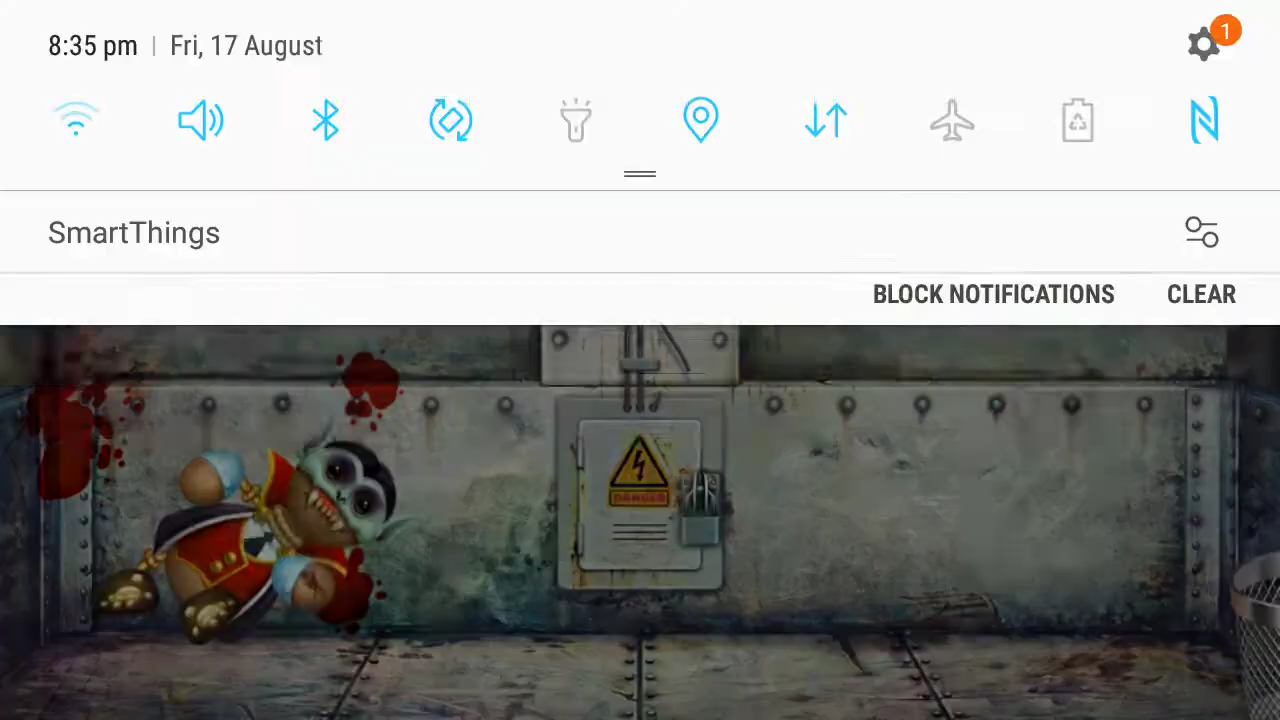 8:35 pm | Fri, 17 August
1
SmartThings
BLOCK NOTIFICATIONS CLEAR
DANGER